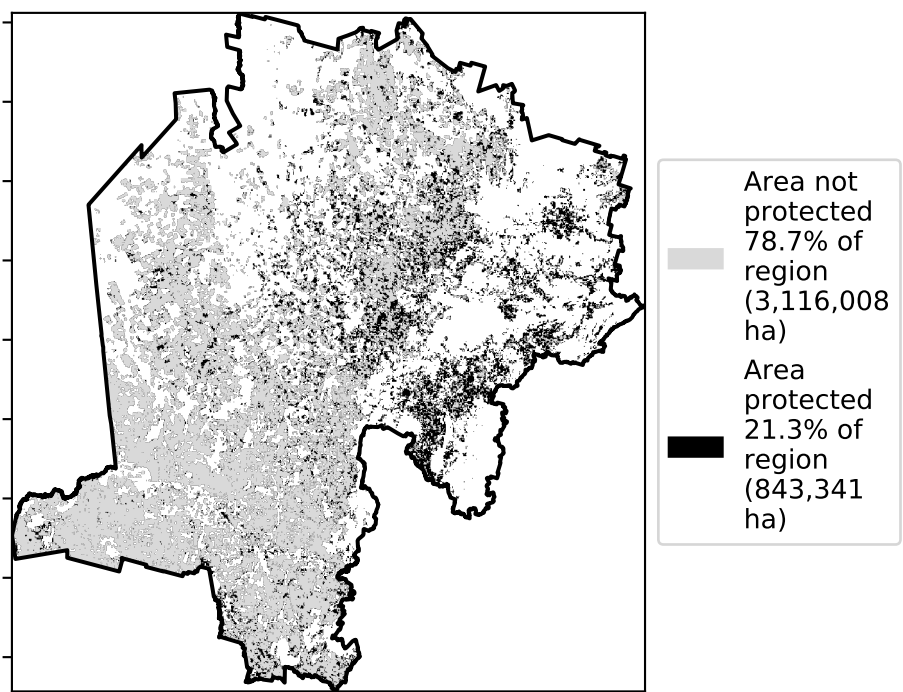 Area not
protected
78.7% of
region
(3,116,008
ha)
Area
protected
21.3% of
region
(843,341
ha)